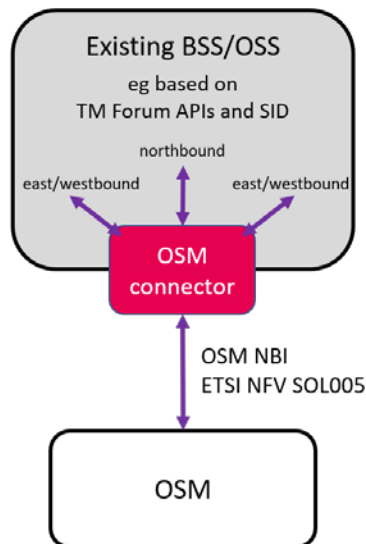 Existing BSS/OSS
eg based on
TM Forum APIs and SID
northbound
east/westbound
east/westbound
OSM
connector
OSM NBI
ETSI NFV SOL005
OSM